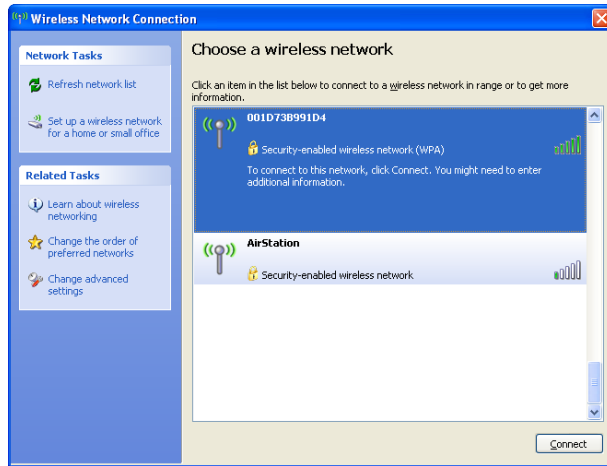 Wireless Network Connection
Network Tasks
Refresh network list
Set up a wireless network
for a home or small office
Related Tasks
Learn about wireless
networking
Change the order of
preferred networks
Change advanced
settings
Choose a wireless network
Click an item in the list below to connect to a wireless network in range or to get more
information.
001D73B991D4
Security-enabled wireless network (WPA)
To connect to this network, click Connect. You might need to enter
additional information.
AirStation
Security-enabled wireless network
Connect